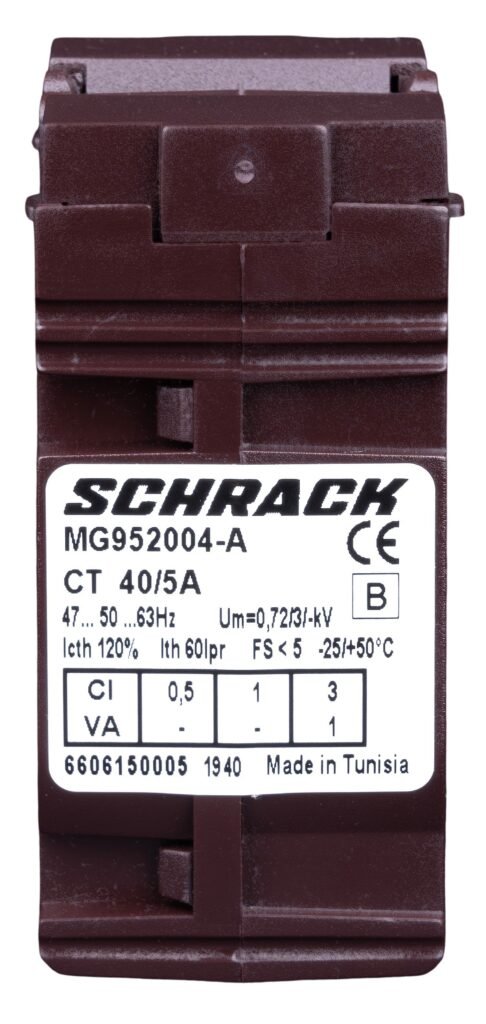 SCHRACK
MG952004-A CE
CT 40/5A B
47... 50 ...63Hz Um=0,72/3/-kV
Icth 120% Ith 60Ipr FS < 5 -25/+50°C
Cl 0,5 1 3
VA - - 1
6606150005 1940 Made in Tunisia